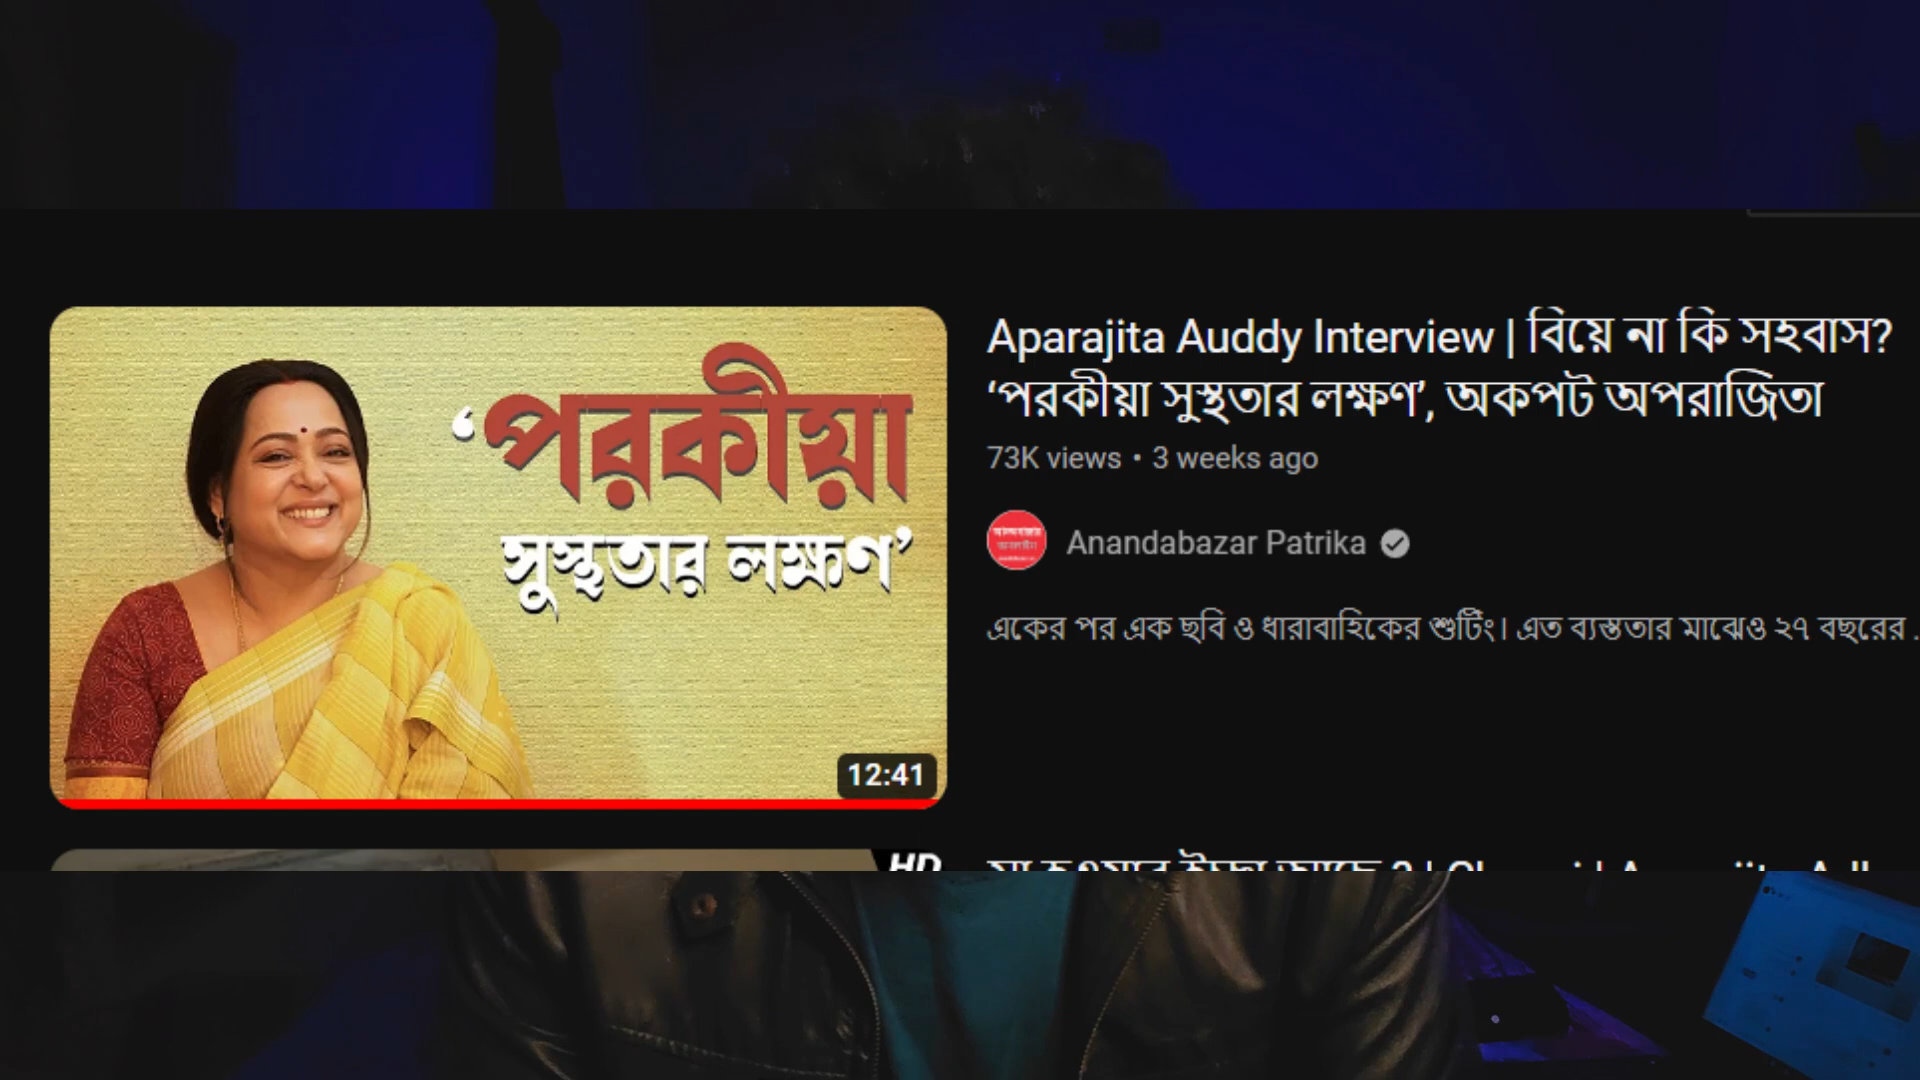 ‘পরকীয়া
সুস্থতার লক্ষণ’
12:41
Aparajita Auddy Interview | বিয়ে না কি সহবাস?
‘পরকীয়া সুস্থতার লক্ষণ’, অকপট অপরাজিতা
73K views • 3 weeks ago
Anandabazar Patrika
একের পর এক ছবি ও ধারাবাহিকের শুটিং। এত ব্যস্ততার মাঝেও ২৭ বছরের
HD